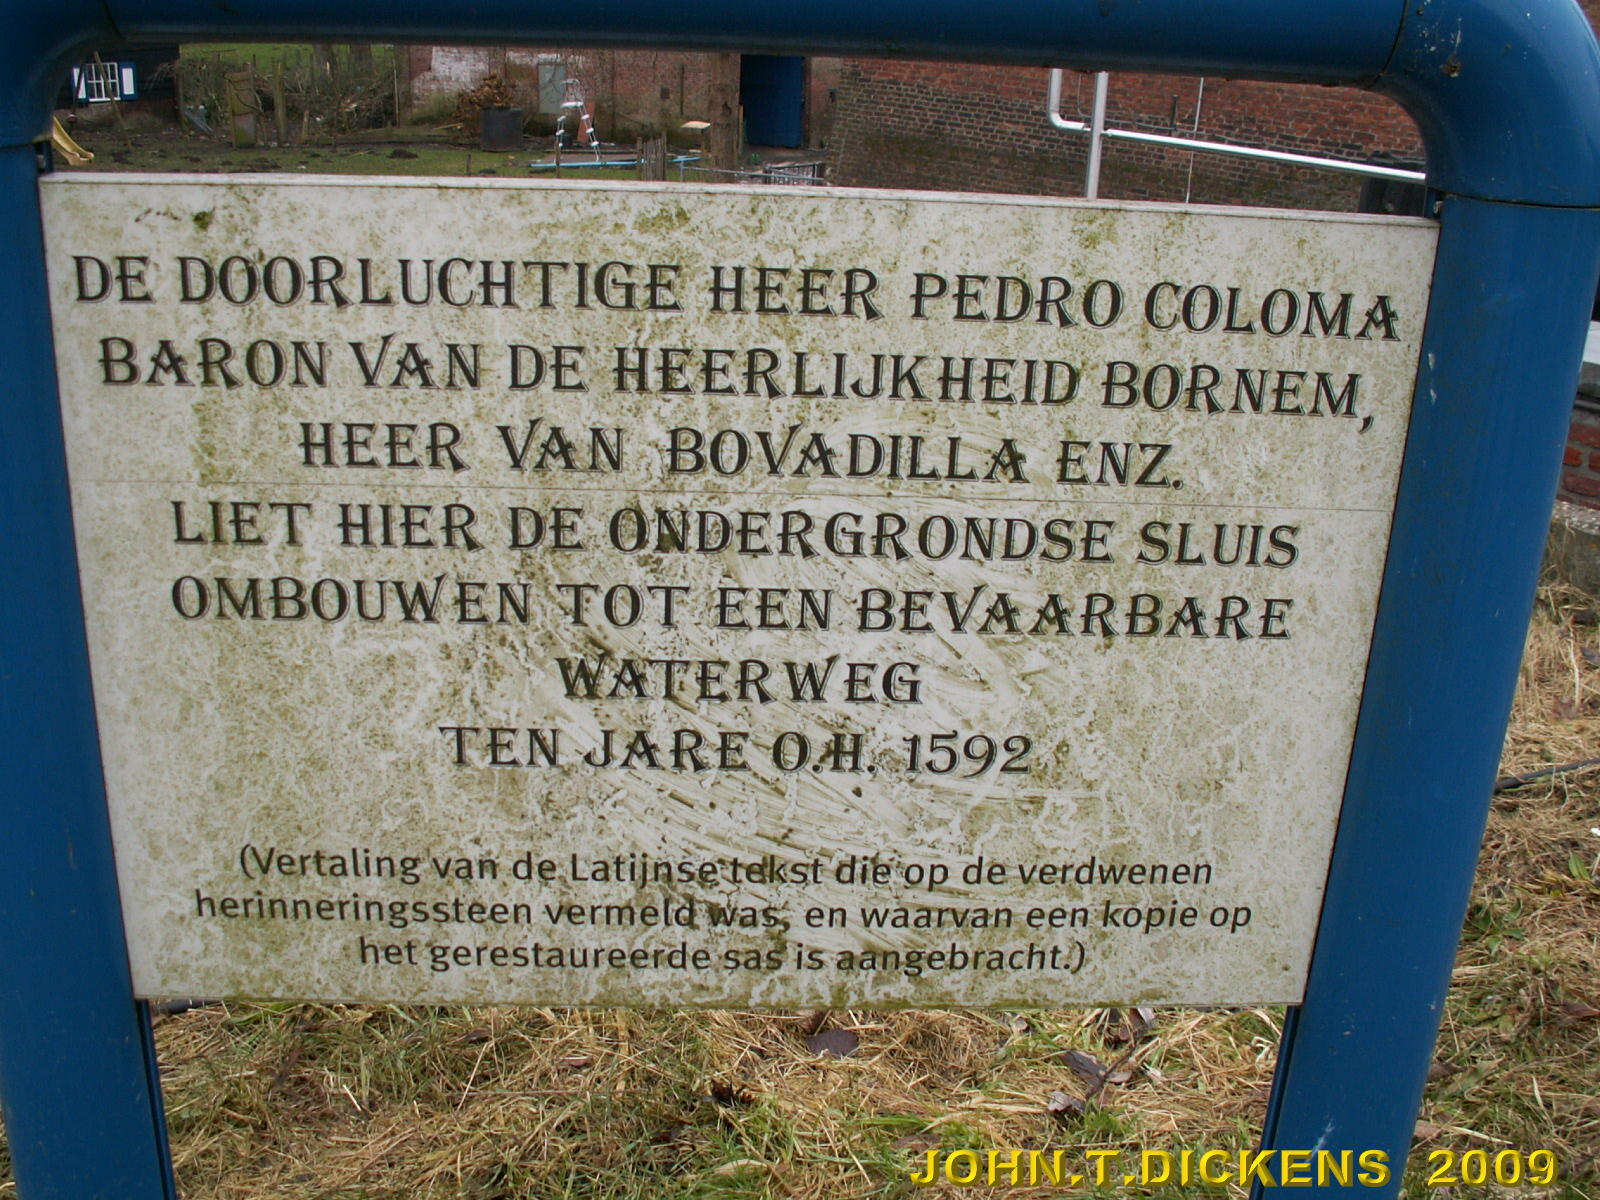 DE DOORLUCHTIGE HEER PEDRO COLOMA
BARON VAN DE HEERLIJKHEID BORNEM,
HEER VAN BOVADILLA ENZ.
LIET HIER DE ONDERGRONDSE SLUIS
OMBOUWEN TOT EEN BEVAARBARE
WATERWEG
TEN JARE O.H. 1592
(Vertaling van de Latijnse tekst die op de verdwenen
herinneringssteen vermeld was, en waarvan een kopie op
het gerestaureerde sas is aangebracht.)
JOHN.T.DICKENS 2009